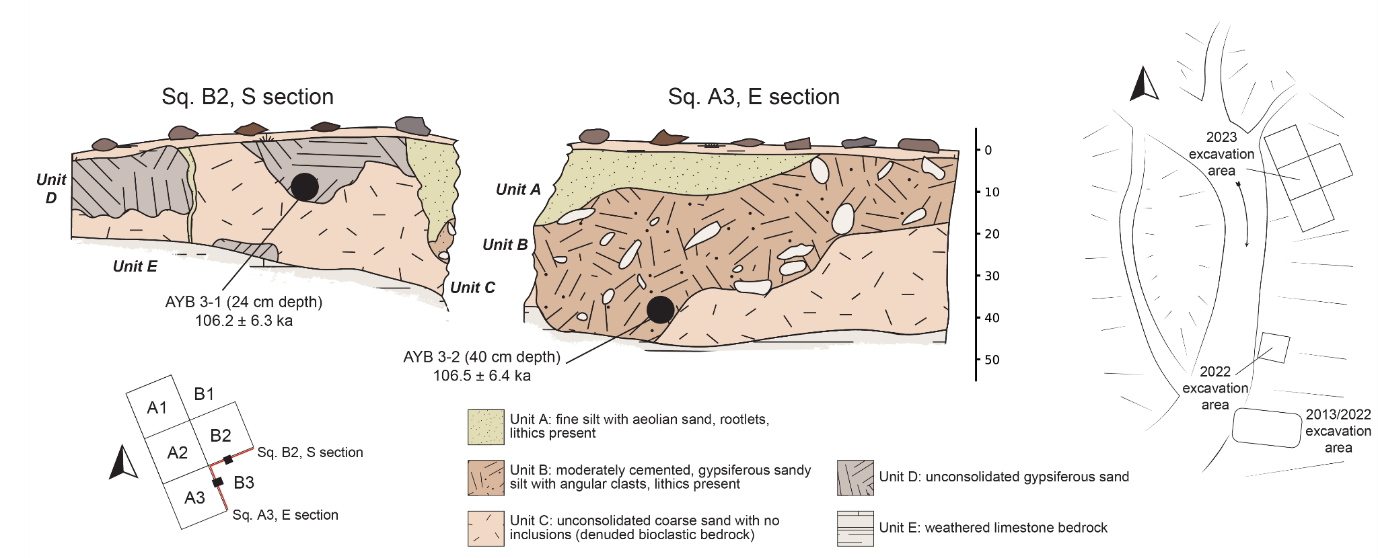 Sq. B2, S section
Sq. A3, E section
Unit
D
Unit E
Unit C
AYB 3-1 (24 cm depth)
106.2 ± 6.3 ka
Unit A
Unit B
AYB 3-2 (40 cm depth)
106.5 ± 6.4 ka
0
10
20
30
40
50
2023
excavation
area
2022
excavation
area
2013/2022
excavation
area
A1
B1
A2
B2
A3
B3
Sq. B2, S section
Sq. A3, E section
Unit A: fine silt with aeolian sand, rootlets,
lithics present
Unit B: moderately cemented, gypsiferous sandy
silt with angular clasts, lithics present
Unit C: unconsolidated coarse sand with no
inclusions (denuded bioclastic bedrock)
Unit D: unconsolidated gypsiferous sand
Unit E: weathered limestone bedrock